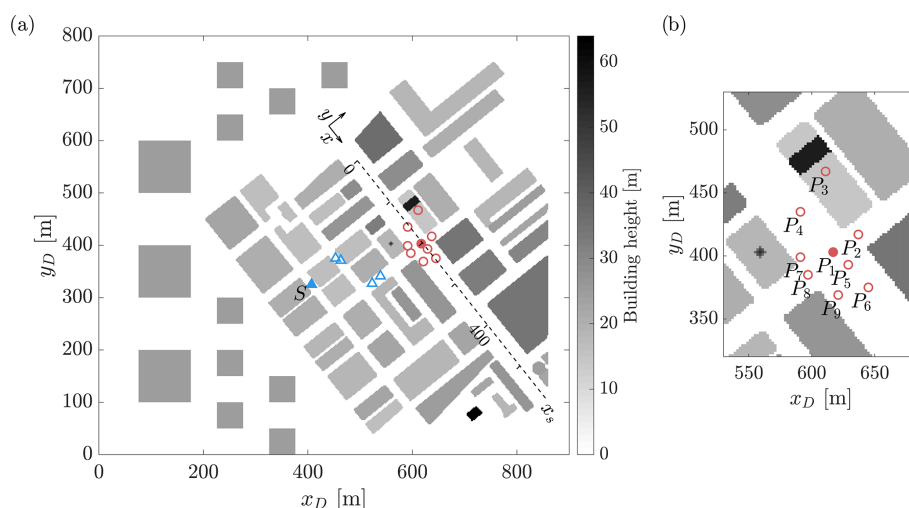 (a)
800
700
600
500
400
300
200
100
0
y_D [m]
0
200
400
600
800
x_D [m]
y
x
0
400
x_s
S
60
50
40
30
20
10
0
Building height [m]
(b)
500
450
400
350
y_D [m]
550
600
650
x_D [m]
P_3
P_4
P_2
P_1
P_7
P_5
P_8
P_6
P_9